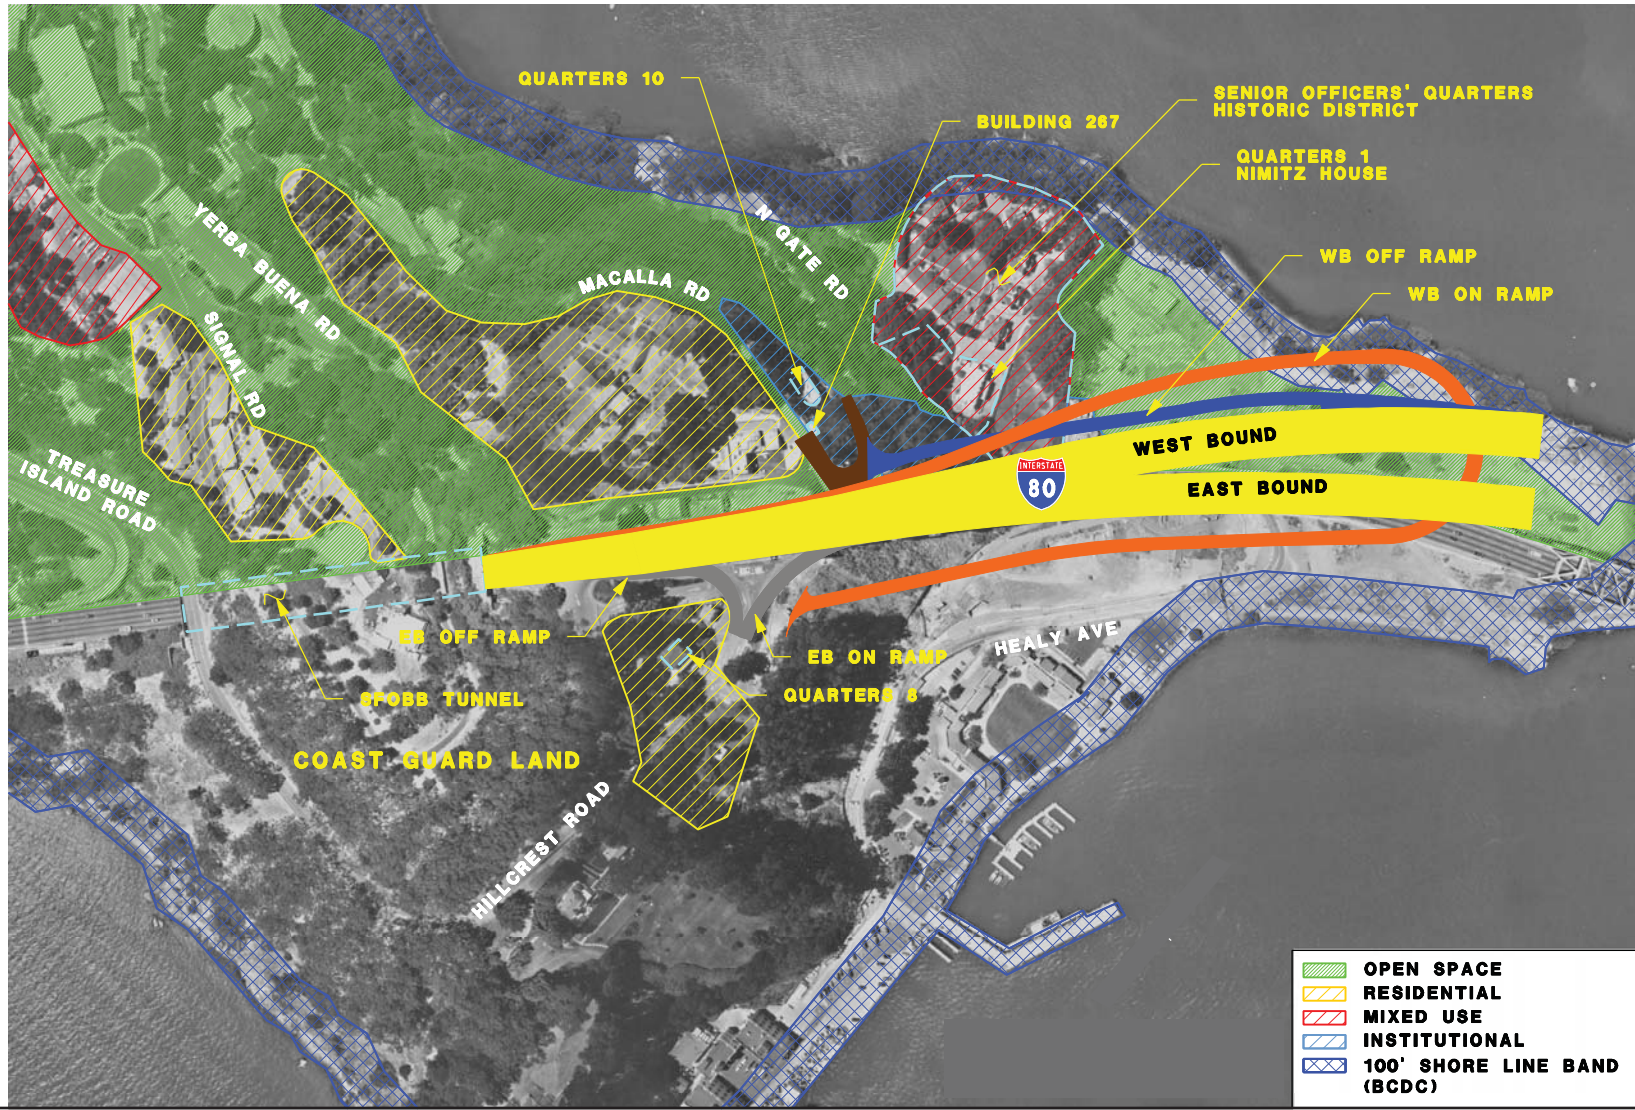 QUARTERS 10
SENIOR OFFICERS' QUARTERS
HISTORIC DISTRICT
BUILDING 267
QUARTERS 1
NIMITZ HOUSE
YERBA BUENA RD
N GATE RD
WB OFF RAMP
MACALLA RD
WB ON RAMP
SIGNAL RD
WEST BOUND
TREASURE
ISLAND ROAD
INTERSTATE
80
EAST BOUND
EB OFF RAMP
HEALY AVE
EB ON RAMP
QUARTERS 8
SFOBB TUNNEL
COAST GUARD LAND
HILLCREST ROAD
OPEN SPACE
RESIDENTIAL
MIXED USE
INSTITUTIONAL
100' SHORE LINE BAND
(BCDC)